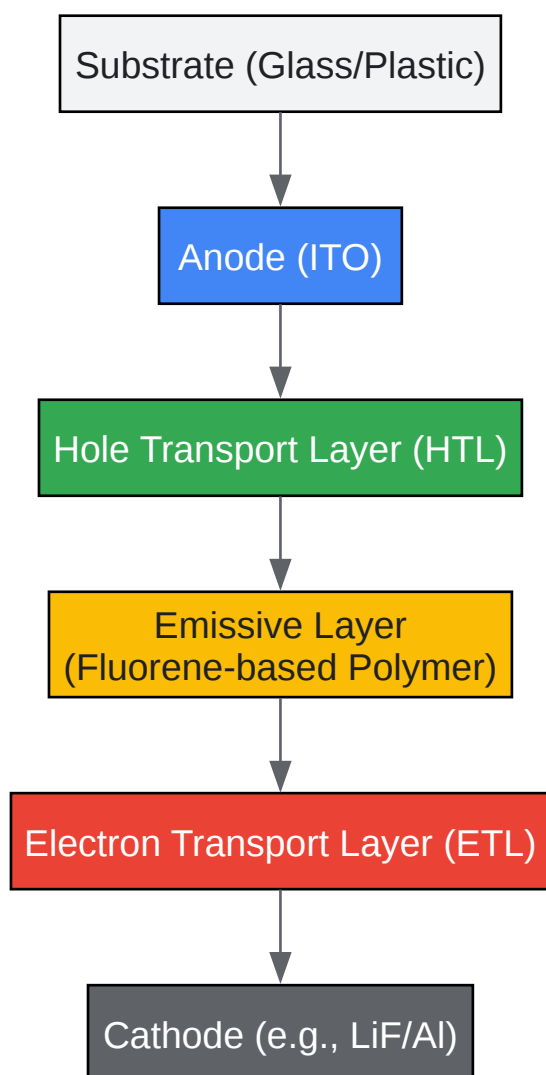 Substrate (Glass/Plastic)
Anode (ITO)
Hole Transport Layer (HTL)
Emissive Layer
(Fluorene-based Polymer)
Electron Transport Layer (ETL)
Cathode (e.g., LiF/Al)